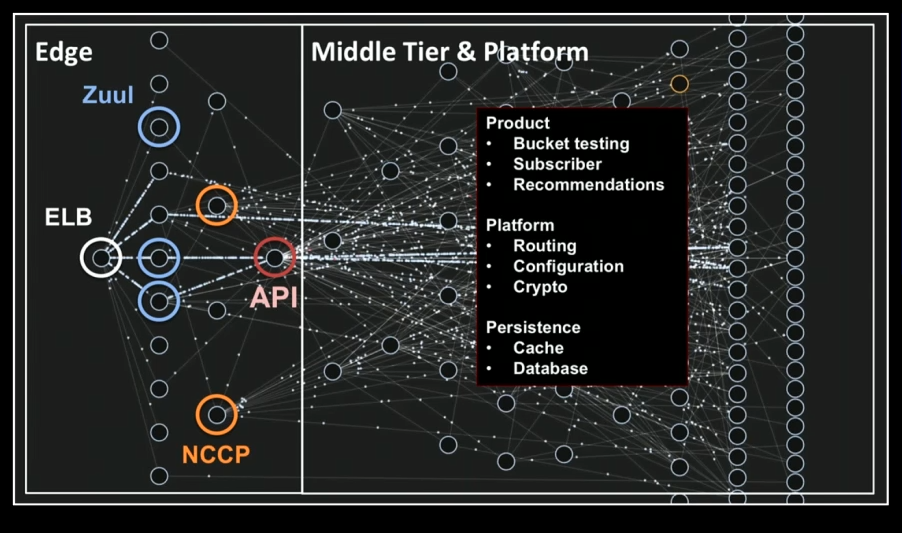 Edge
Middle Tier & Platform
Zuul
ELB
API
NCCP
Product
• Bucket testing
• Subscriber
• Recommendations
Platform
• Routing
• Configuration
• Crypto
Persistence
• Cache
• Database